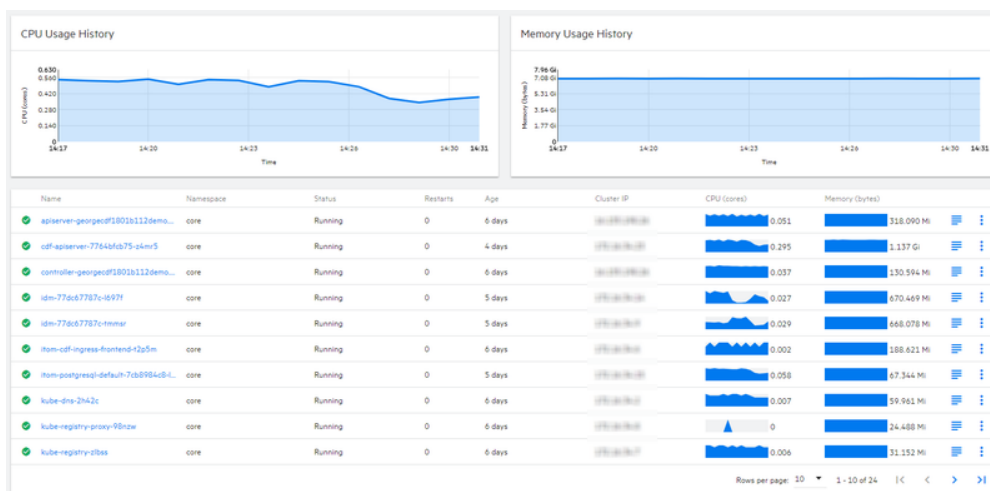 CPU Usage History
0.630
0.560
0.420
0.280
0.140
0
CPU (cores)
14:17 14:20 14:23 14:26 14:30 14:31
Time
Memory Usage History
7.96 Gi
7.08 Gi
5.31 Gi
3.54 Gi
1.77 Gi
0
Memory (bytes)
14:17 14:20 14:23 14:26 14:30 14:31
Time
Name Namespace Status Restarts Age Cluster IP CPU (cores) Memory (bytes)
apiserver-georgecdf1801b112demo... core Running 0 6 days 0.051 318.090 Mi
cdf-apiserver-7764bfcb75-z4mr5 core Running 0 4 days 0.295 1.137 Gi
controller-georgecdf1801b112demo... core Running 0 6 days 0.037 130.594 Mi
idm-77dc67787c-l697f core Running 0 5 days 0.027 670.469 Mi
idm-77dc67787c-tmmsr core Running 0 5 days 0.029 668.078 Mi
itom-cdf-ingress-frontend-t2p5m core Running 0 6 days 0.002 188.621 Mi
itom-postgresql-default-7cb8984c8-l... core Running 0 5 days 0.058 67.344 Mi
kube-dns-2h42c core Running 0 6 days 0.007 59.961 Mi
kube-registry-proxy-98nzw core Running 0 6 days 0 24.488 Mi
kube-registry-zlbss core Running 0 6 days 0.006 31.152 Mi
Rows per page: 10 1 - 10 of 24